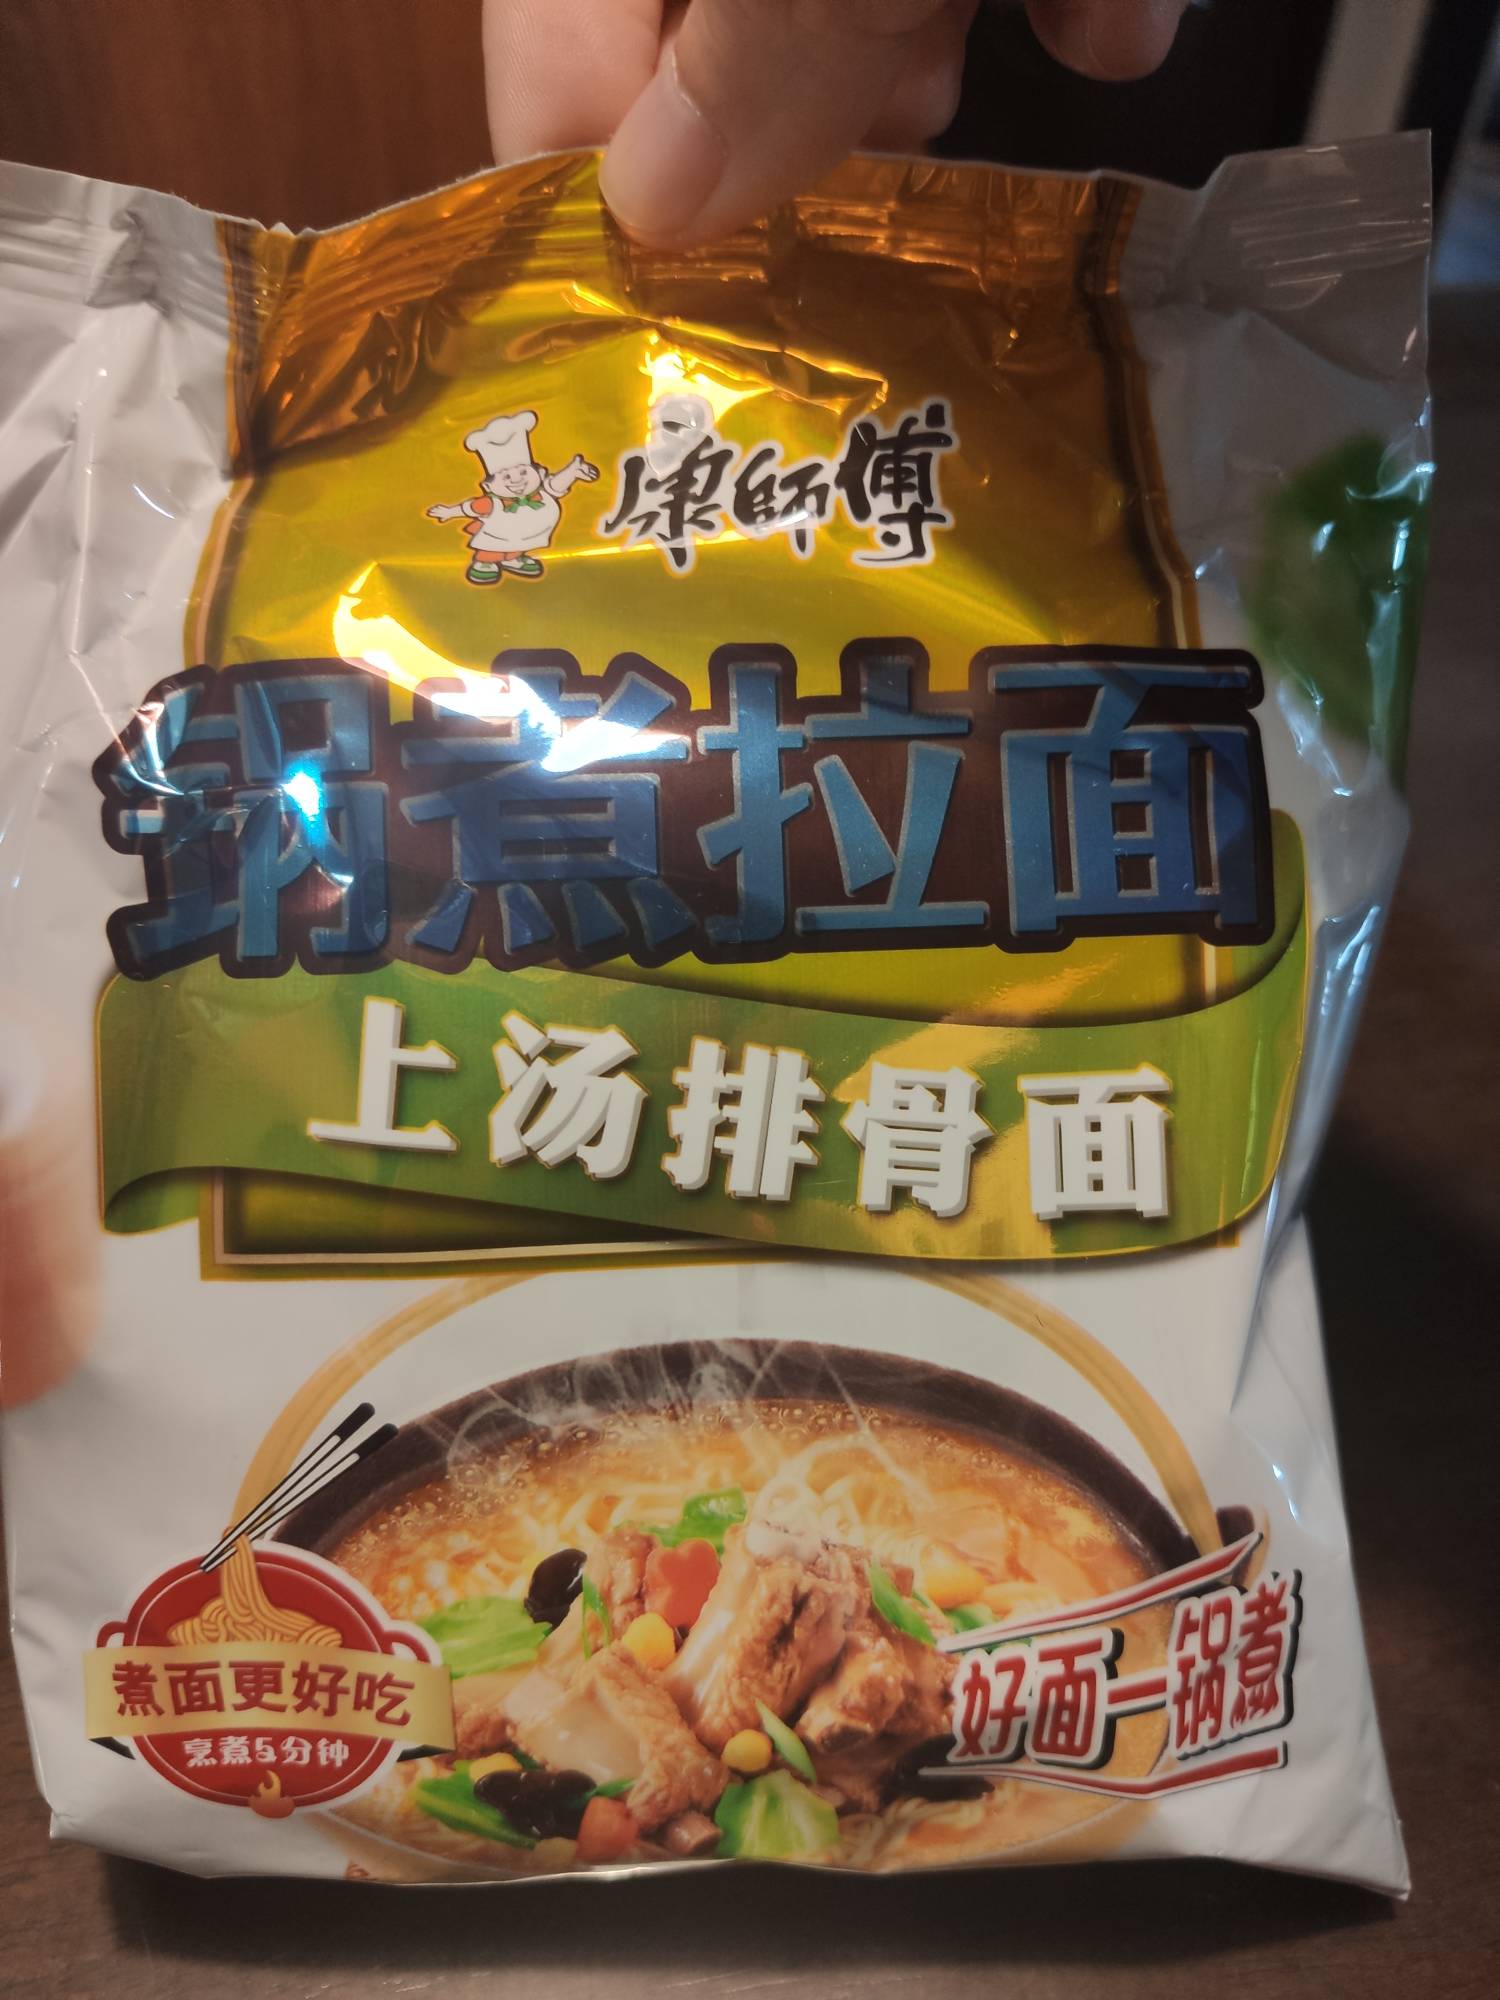 康師傅
锅煮拉面
上汤排骨面
煮面更好吃
烹煮5分钟
好面一锅煮